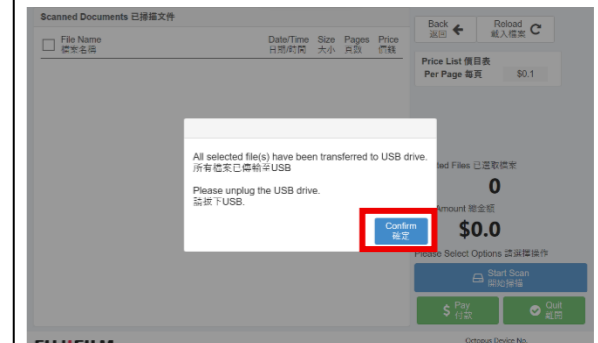 Scanned Documents 已掃描文件
File Name
檔案名稱
Date/Time
日期/時間
Size
大小
Pages
頁數
Price
價錢
Back
返回
Reload
載入檔案
Price List 價目表
Per Page 每頁 $0.1
All selected file(s) have been transferred to USB drive.
所有檔案已傳輸至USB
Please unplug the USB drive.
請拔下USB.
Confirm
確定
Files 已選取檔案
0
Amount 總金額
$0.0
Please Select Options 請選擇操作
Start Scan
開始掃描
$ Pay
付款
Quit
離開
Octopus Device No.